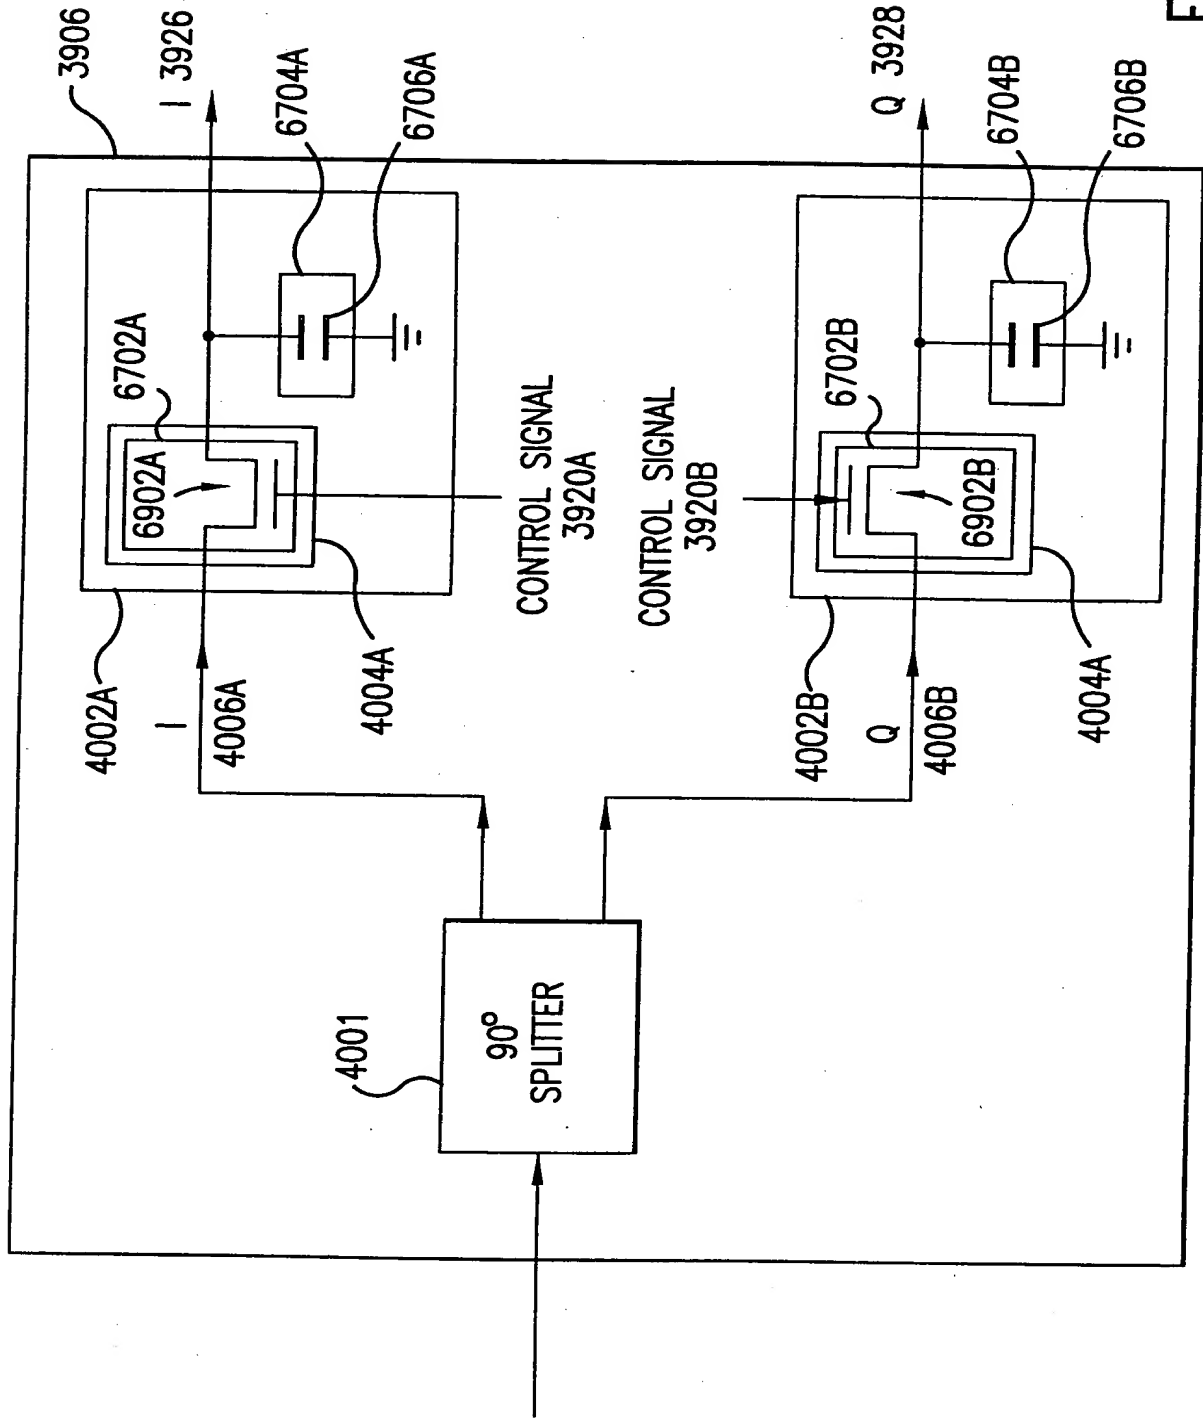 3906
I 3926
6704A
6706A
6702A
6902A
4002A
I
4006A
4004A
CONTROL SIGNAL
3920A
CONTROL SIGNAL
3920B
4001
90°
SPLITTER
Q 3928
6704B
6706B
6702B
6902B
4002B
Q
4006B
4004A